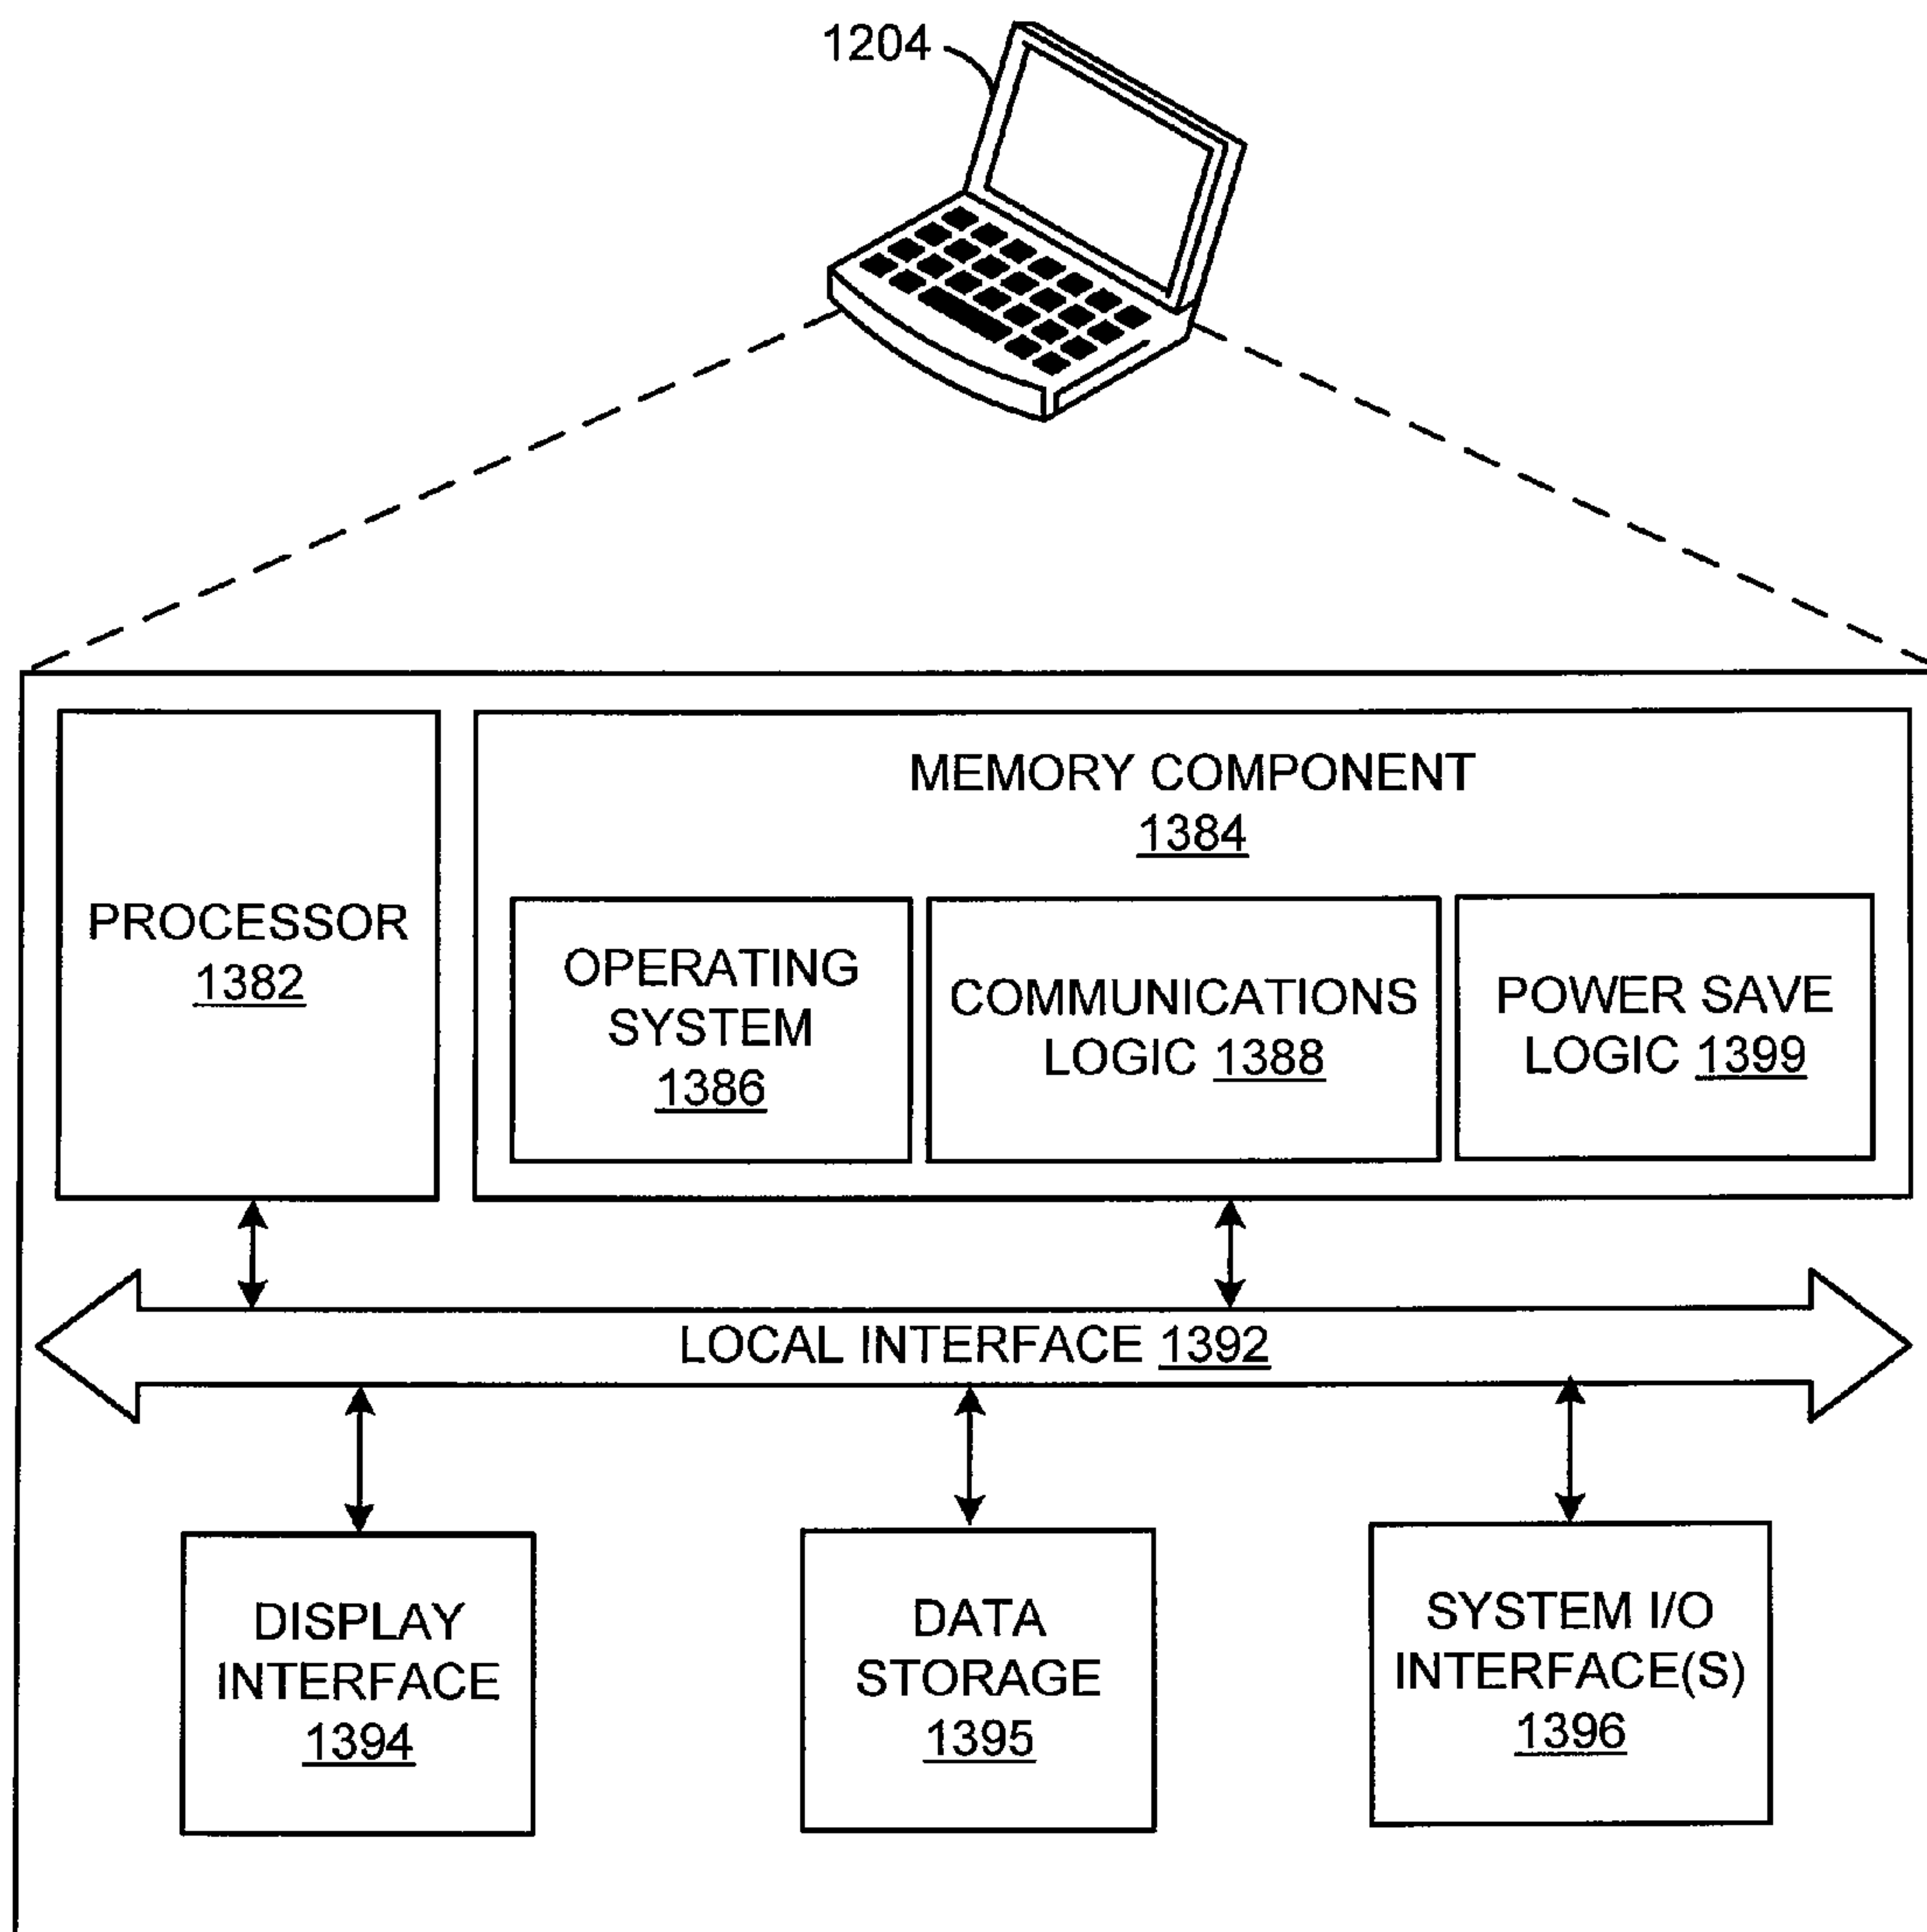 1204
MEMORY COMPONENT
1384
PROCESSOR
1382
OPERATING
SYSTEM
1386
COMMUNICATIONS
LOGIC 1388
POWER SAVE
LOGIC 1399
LOCAL INTERFACE 1392
DISPLAY
INTERFACE
1394
DATA
STORAGE
1395
SYSTEM I/O
INTERFACE(S)
1396